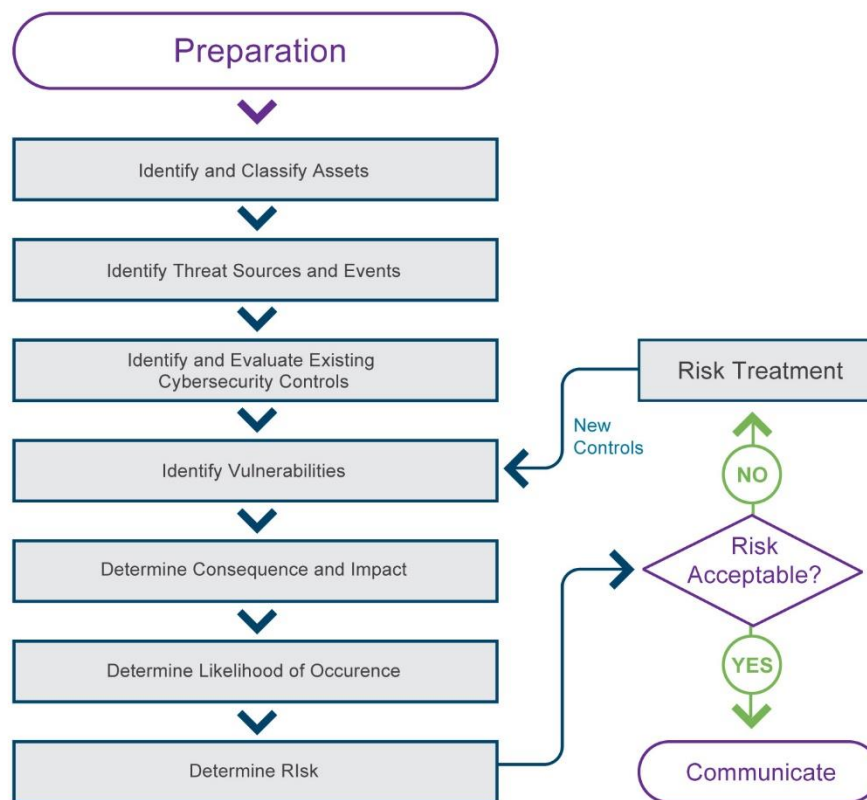 Preparation
Identify and Classify Assets
Identify Threat Sources and Events
Identify and Evaluate Existing
Cybersecurity Controls
Identify Vulnerabilities
Determine Consequence and Impact
Determine Likelihood of Occurence
Determine RIsk
Risk Treatment
New
Controls
NO
Risk
Acceptable?
YES
Communicate